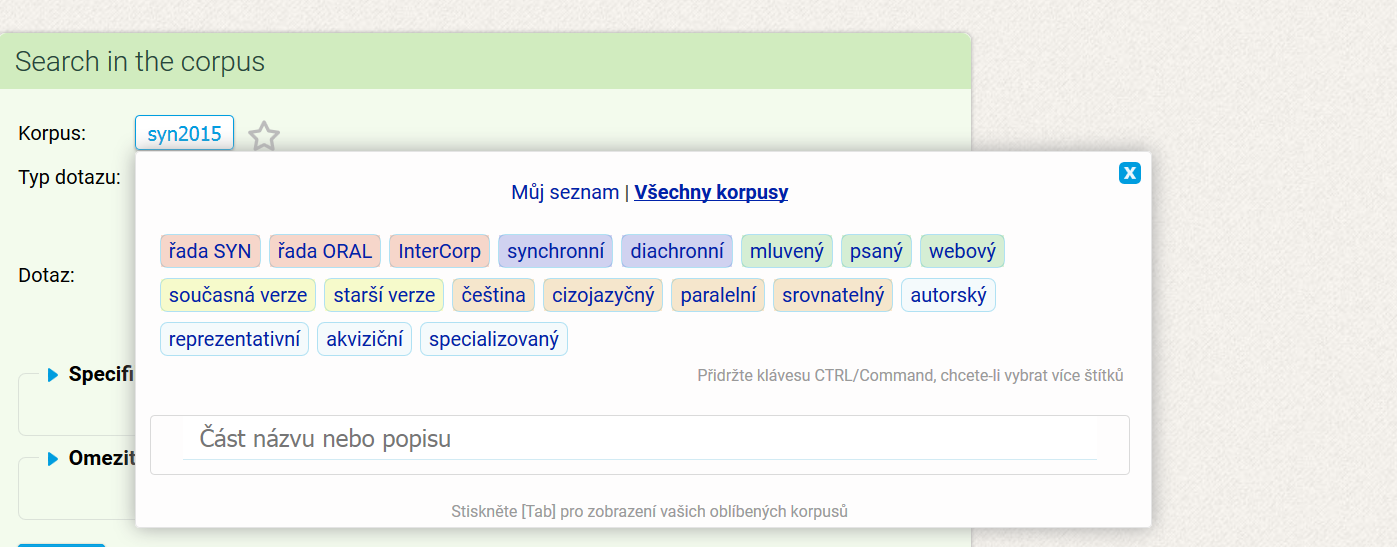 Search in the corpus
Korpus: syn2015
Typ dotazu:
X
Můj seznam | Všechny korpusy
řada SYN řada ORAL InterCorp synchronní diachronní mluvený psaný webový
Dotaz:
současná verze starší verze čeština cizojazyčný paralelní srovnatelný autorský
reprezentativní akviziční specializovaný
Specifi
Přidržte klávesu CTRL/Command, chcete-li vybrat více štítků
Část názvu nebo popisu
Omezit
Stiskněte [Tab] pro zobrazení vašich oblíbených korpusů